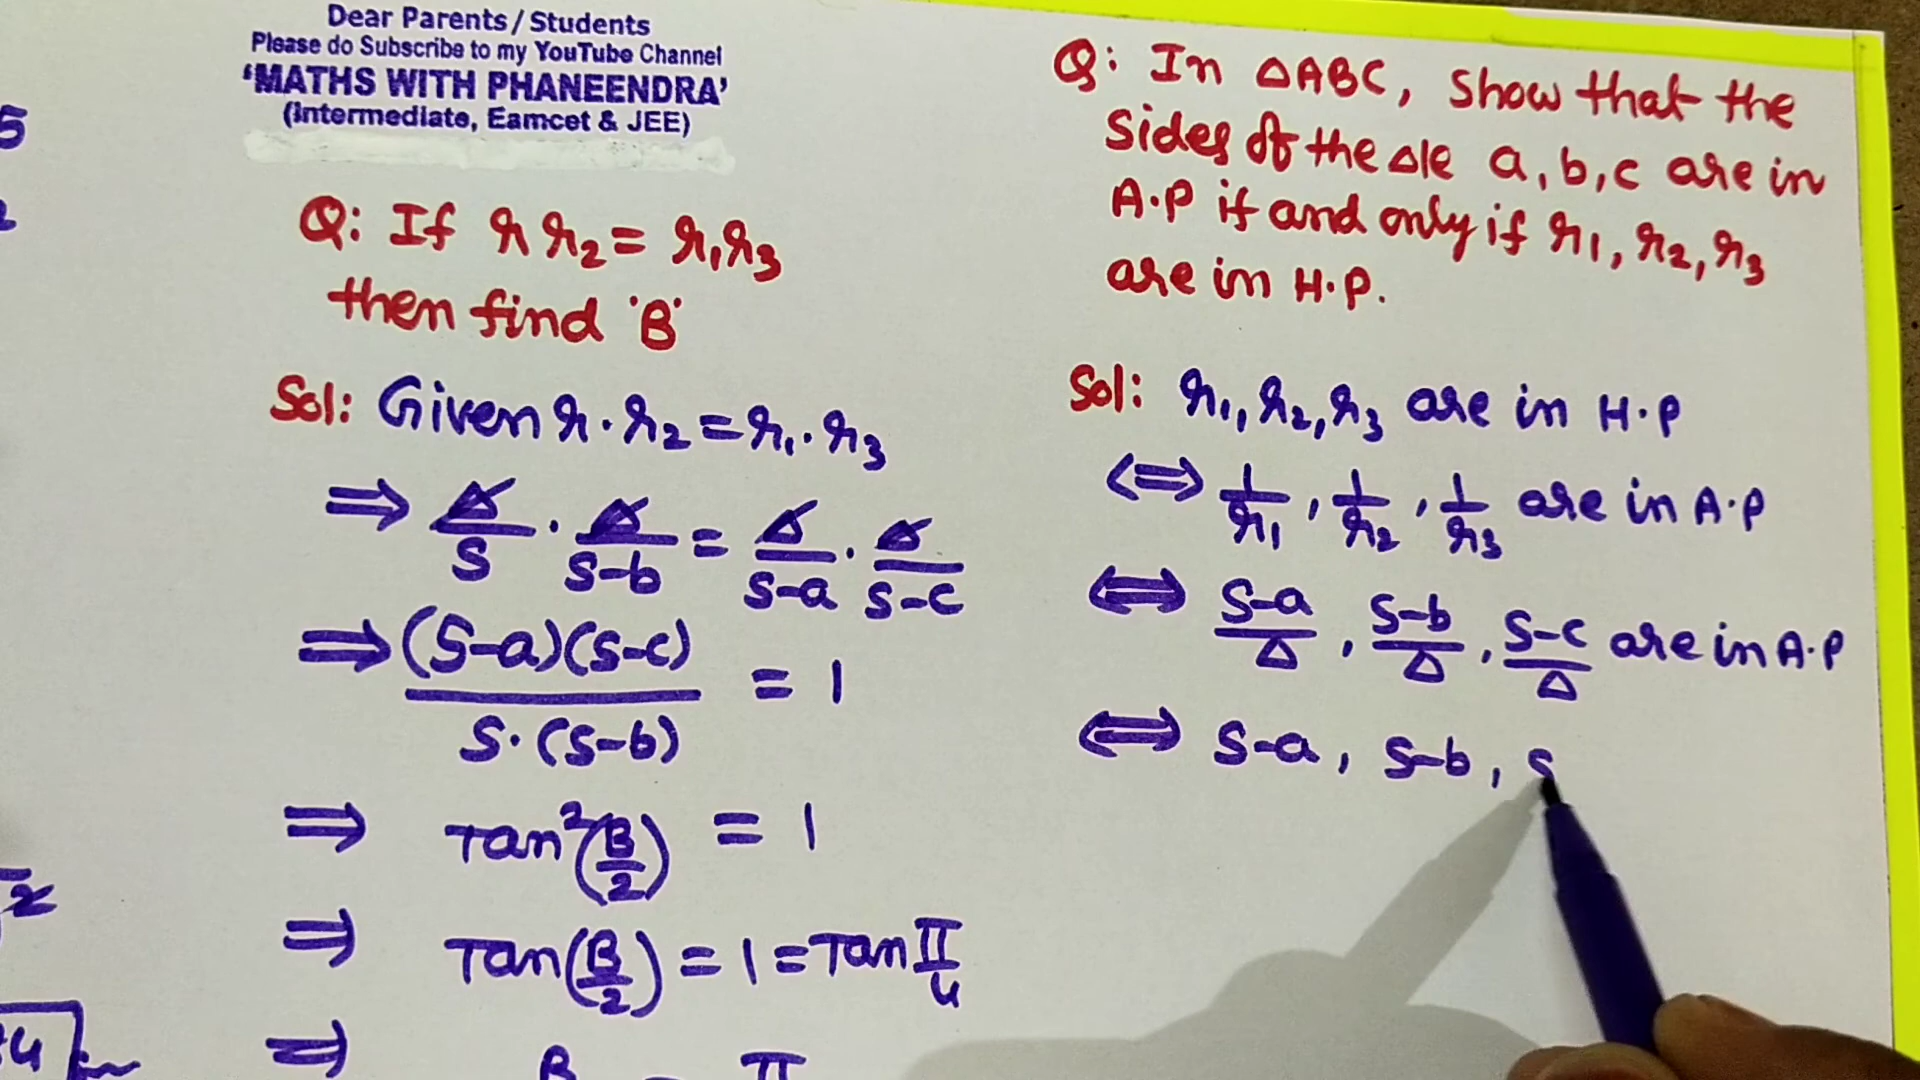 Dear Parents / Students
Please do Subscribe to my YouTube Channel
'MATHS WITH PHANEENDRA'
(Intermediate, Eamcet & JEE)
5
2
4
Q: If r r₂ = r₁r₃
then find 'B'
Sol: Given r · r₂ = r₁ · r₃
⇒ Δ/S · Δ/S-b = Δ/S-a · Δ/S-c
⇒ (S-a)(S-c)/S·(S-b) = 1
⇒ Tan²(B/2) = 1
⇒ Tan(B/2) = 1 = Tan π/4
⇒ B = π
Q: In ΔABC, Show that the
Sides of the Δle a, b, c are in
A.P if and only if r₁, r₂, r₃
are in H.P.
Sol: r₁, r₂, r₃ are in H.P
⇔ 1/r₁, 1/r₂, 1/r₃ are in A.P
⇔ S-a/Δ, S-b/Δ, S-c/Δ are in A.P
⇔ S-a, S-b, S